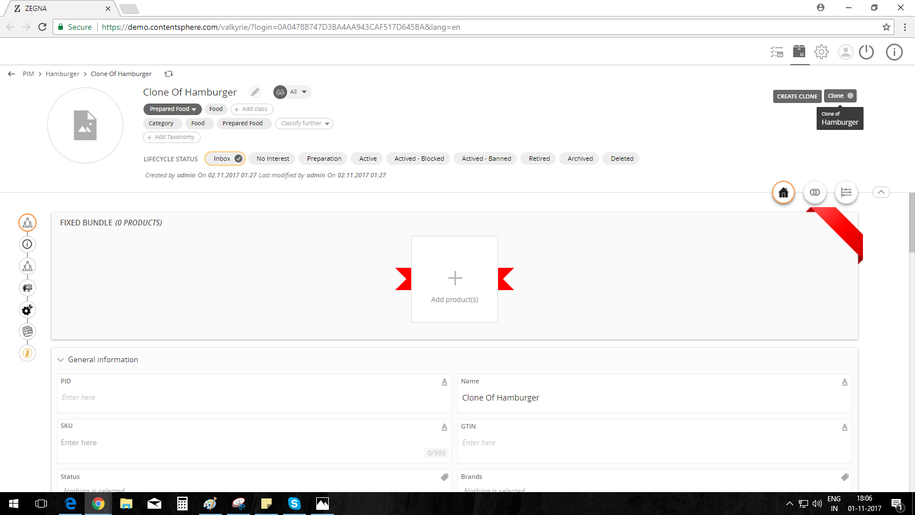 ZEGNA
Secure https://demo.contentsphere.com/valkyrie/?login=0A0478B747D3BA4AA943CAF517D645BA&lang=en
PIM > Hamburger > Clone Of Hamburger
Clone Of Hamburger All
CREATE CLONE Clone
Clone of
Hamburger
Prepared Food Food + Add class
Category Food Prepared Food Classify further
+ Add Taxonomy
LIFECYCLE STATUS Inbox No Interest Preparation Active Actived - Blocked Actived - Banned Retired Archived Deleted
Created by admin On 02.11.2017 01:27 Last modified by admin On 02.11.2017 01:27
FIXED BUNDLE (0 PRODUCTS)
Add product(s)
General information
PID Name
Enter here Clone Of Hamburger
SKU GTIN
Enter here Enter here
0/999
Status Brands
Nothing is selected Nothing is selected
ENG 18:06
IN 01-11-2017
1